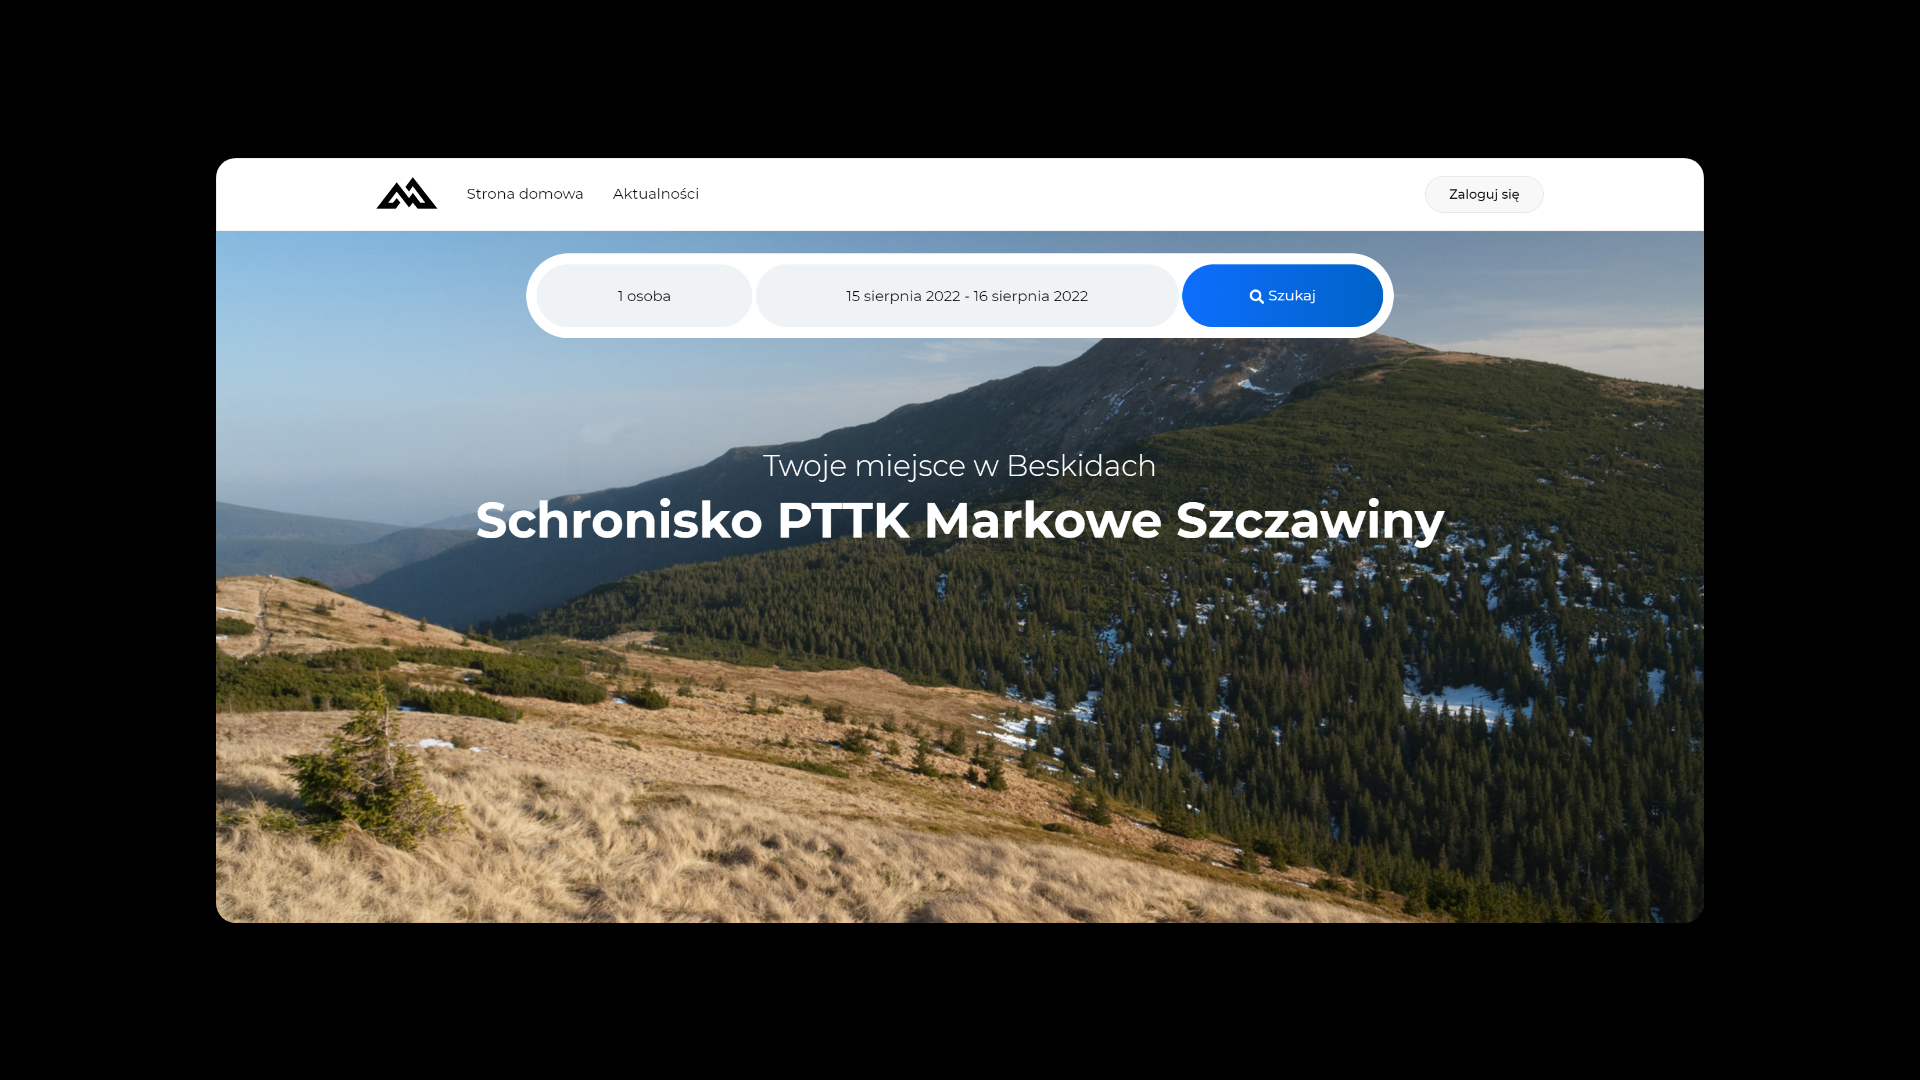 Strona domowa
Aktualności
Zaloguj się
1 osoba
15 sierpnia 2022 - 16 sierpnia 2022
Szukaj
Twoje miejsce w Beskidach
Schronisko PTTK Markowe Szczawiny